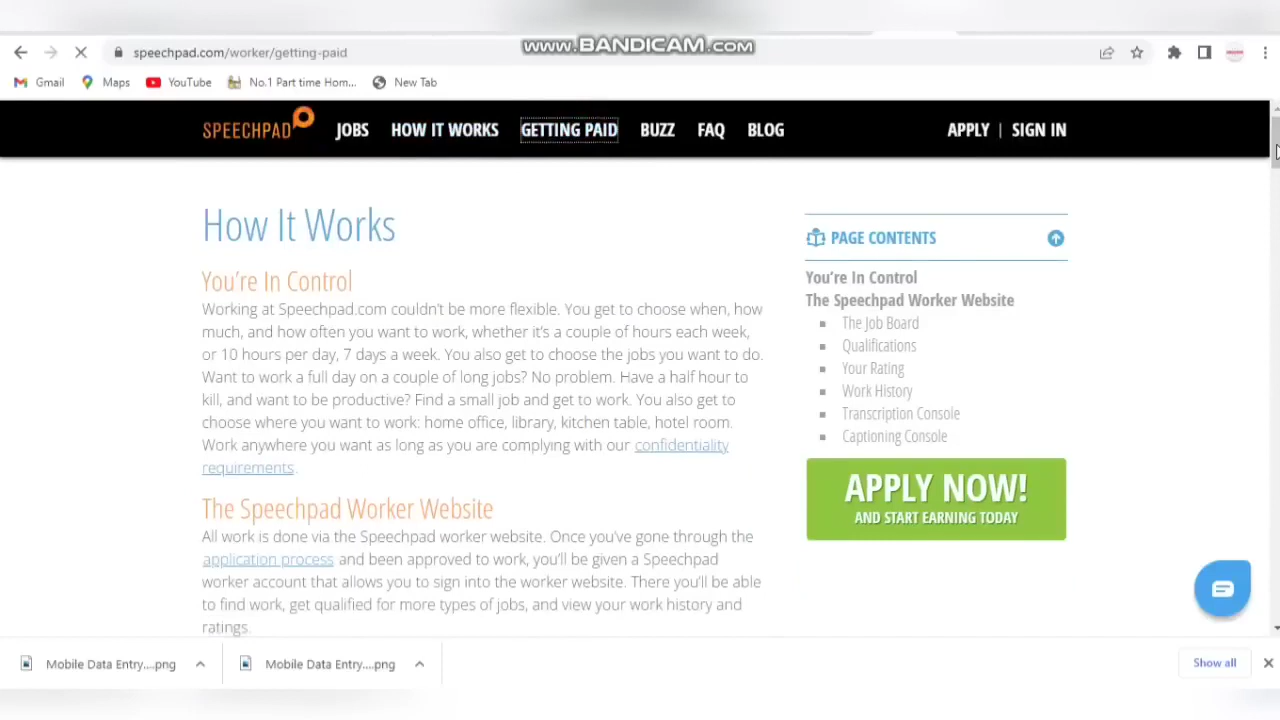 www.BANDICAM.com
speechpad.com/worker/getting-paid
Gmail Maps YouTube No.1 Part time Hom... New Tab
SPEECHPAD JOBS HOW IT WORKS GETTING PAID BUZZ FAQ BLOG APPLY | SIGN IN
How It Works
You're In Control
Working at Speechpad.com couldn't be more flexible. You get to choose when, how
much, and how often you want to work, whether it's a couple of hours each week,
or 10 hours per day, 7 days a week. You also get to choose the jobs you want to do.
Want to work a full day on a couple of long jobs? No problem. Have a half hour to
kill, and want to be productive? Find a small job and get to work. You also get to
choose where you want to work: home office, library, kitchen table, hotel room.
Work anywhere you want as long as you are complying with our confidentiality
requirements.
The Speechpad Worker Website
All work is done via the Speechpad worker website. Once you've gone through the
application process and been approved to work, you'll be given a Speechpad
worker account that allows you to sign into the worker website. There you'll be able
to find work, get qualified for more types of jobs, and view your work history and
ratings.
PAGE CONTENTS
You're In Control
The Speechpad Worker Website
The Job Board
Qualifications
Your Rating
Work History
Transcription Console
Captioning Console
APPLY NOW!
AND START EARNING TODAY
Mobile Data Entry....png Mobile Data Entry....png Show all